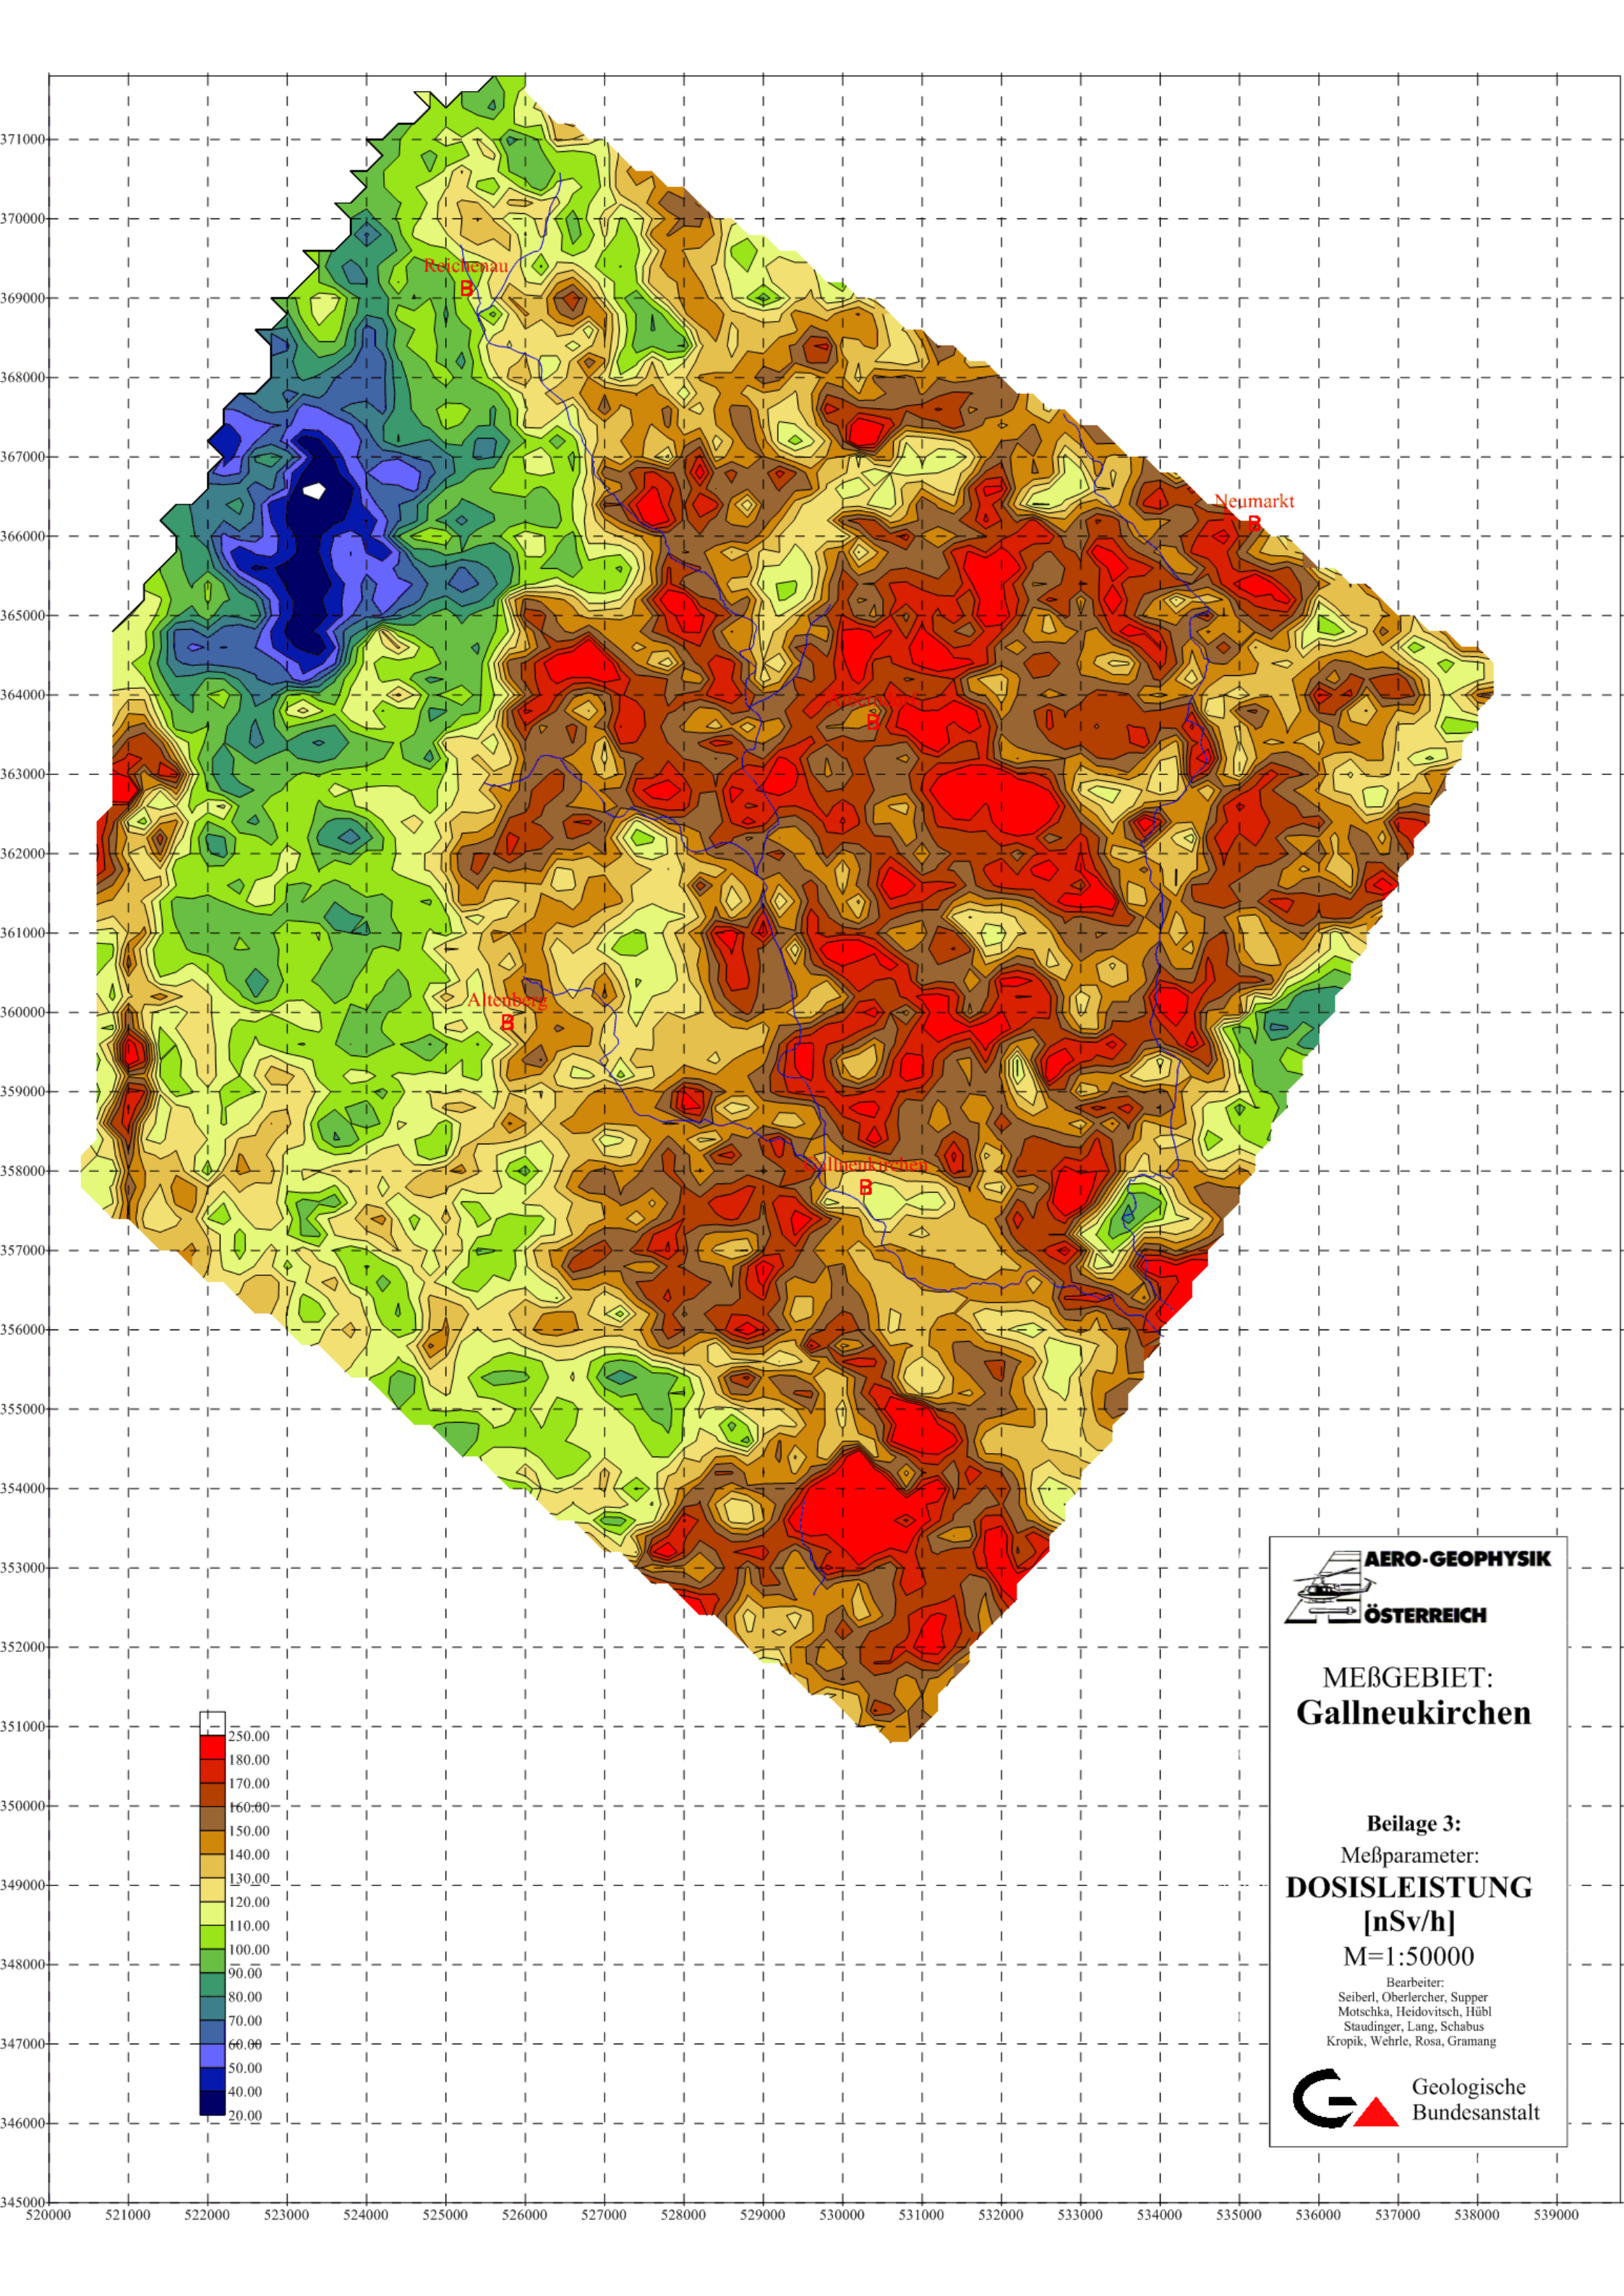 371000
370000
369000
368000
367000
366000
365000
364000
363000
362000
361000
360000
359000
358000
357000
356000
355000
354000
353000
352000
351000
350000
349000
348000
347000
346000
345000
520000 521000 522000 523000 524000 525000 526000 527000 528000 529000 530000 531000 532000 533000 534000 535000 536000 537000 538000 539000
Reichenau
B
Neumarkt
B
B
Altenberg
B
Gallneukirchen
B
250.00
180.00
170.00
160.00
150.00
140.00
130.00
120.00
110.00
100.00
90.00
80.00
70.00
60.00
50.00
40.00
20.00
AERO-GEOPHYSIK
ÖSTERREICH
MEßGEBIET:
Gallneukirchen
Beilage 3:
Meßparameter:
DOSISLEISTUNG
[nSv/h]
M=1:50000
Bearbeiter:
Seiberl, Oberlercher, Supper
Motschka, Heidovitsch, Hübl
Staudinger, Lang, Schabus
Kropik, Wehrle, Rosa, Gramang
Geologische
Bundesanstalt